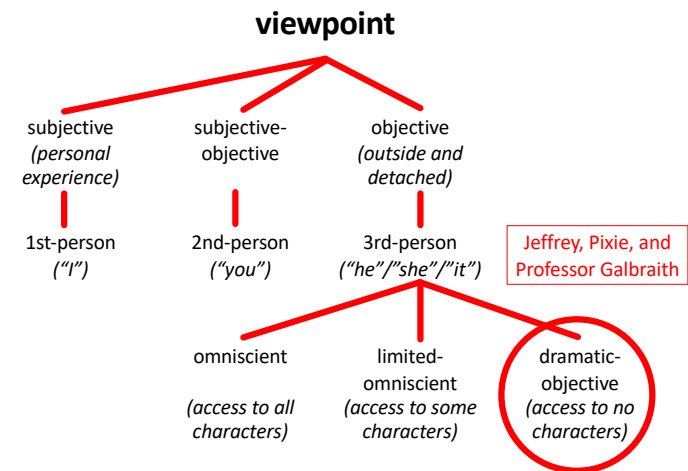 viewpoint
subjective
(personal
experience)
subjective-
objective
objective
(outside and
detached)
1st-person
(“I”)
2nd-person
(“you”)
3rd-person
(“he”/”she”/”it”)
Jeffrey, Pixie, and
Professor Galbraith
omniscient
(access to all
characters)
limited-
omniscient
(access to some
characters)
dramatic-
objective
(access to no
characters)